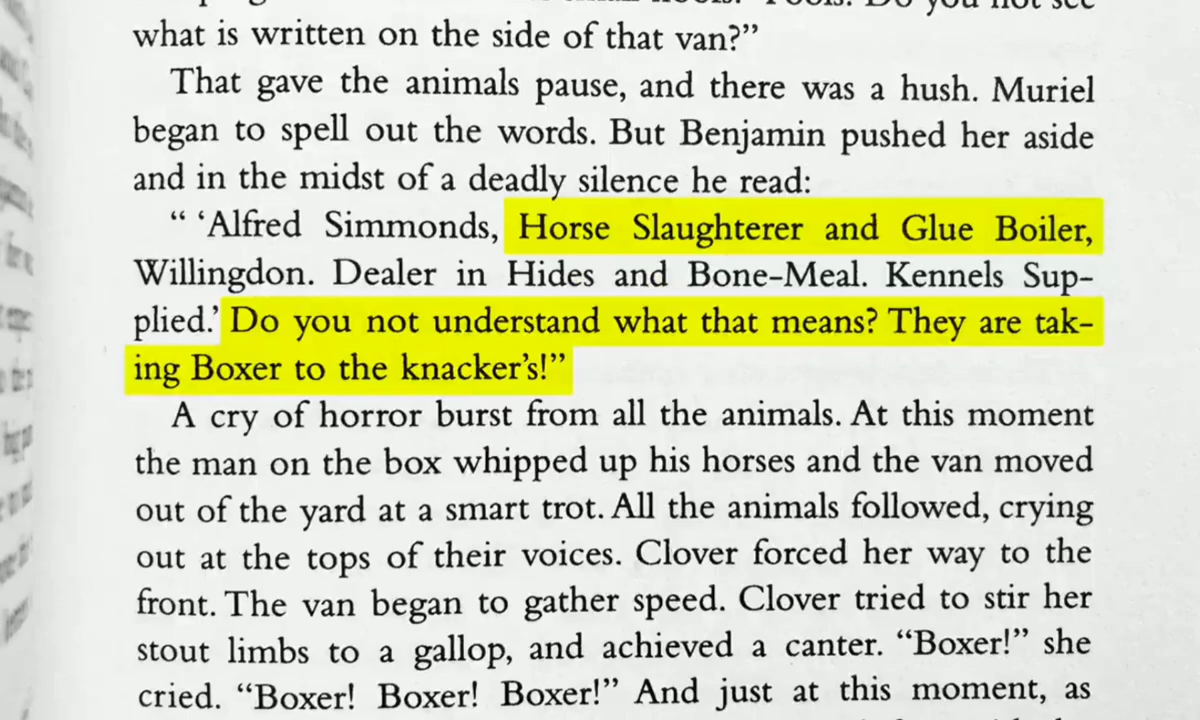 you not see
what is written on the side of that van?”
That gave the animals pause, and there was a hush. Muriel
began to spell out the words. But Benjamin pushed her aside
and in the midst of a deadly silence he read:
“ ‘Alfred Simmonds, Horse Slaughterer and Glue Boiler,
Willingdon. Dealer in Hides and Bone-Meal. Kennels Sup-
plied.’ Do you not understand what that means? They are tak-
ing Boxer to the knacker’s!”
A cry of horror burst from all the animals. At this moment
the man on the box whipped up his horses and the van moved
out of the yard at a smart trot. All the animals followed, crying
out at the tops of their voices. Clover forced her way to the
front. The van began to gather speed. Clover tried to stir her
stout limbs to a gallop, and achieved a canter. “Boxer!” she
cried. “Boxer! Boxer! Boxer!” And just at this moment, as